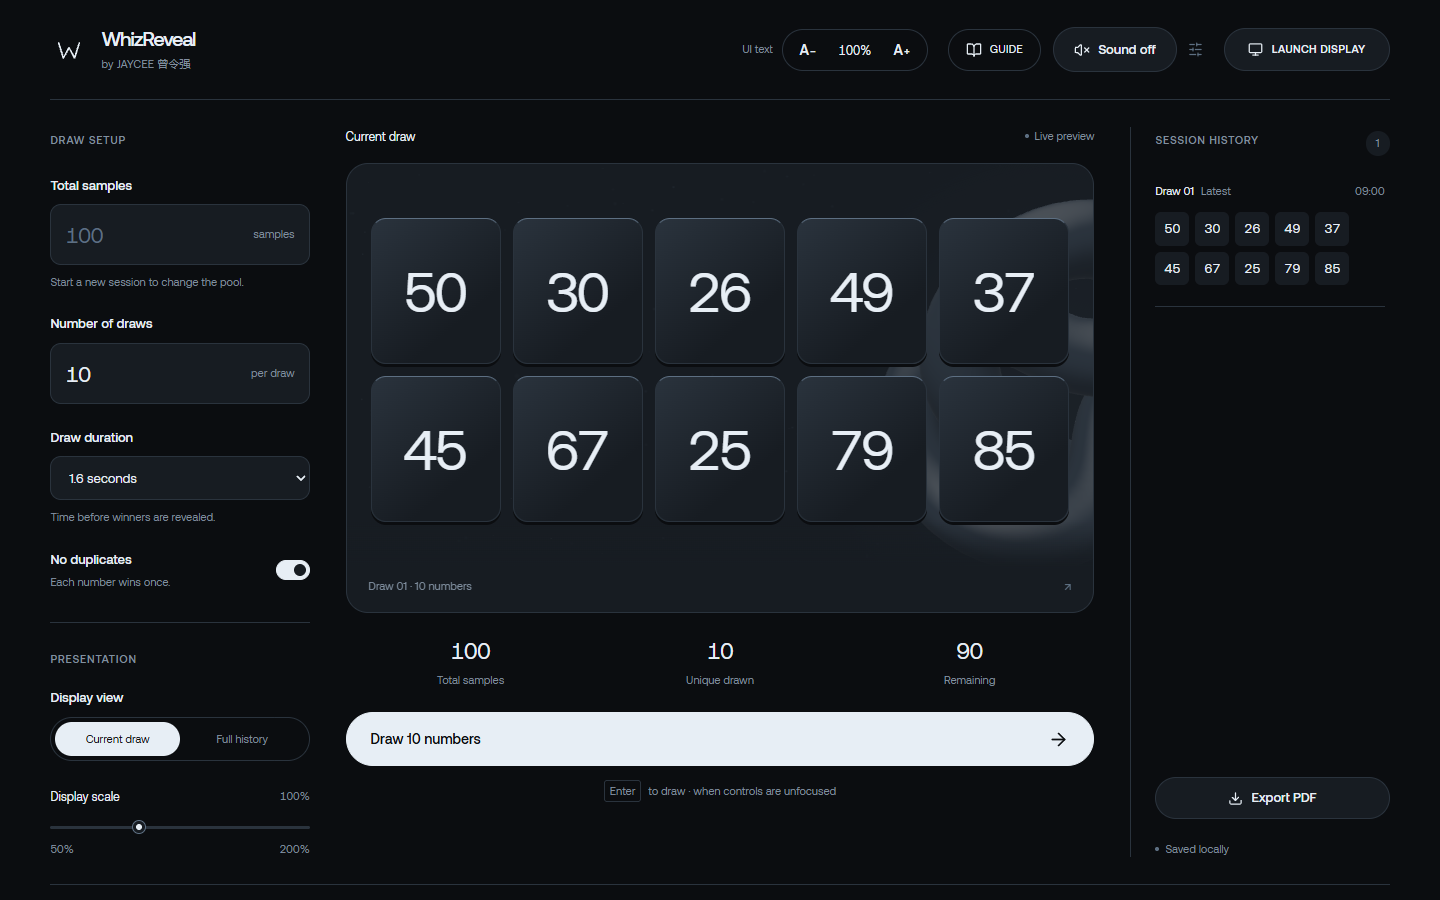 WhizReveal
by JAYCEE 曾令强
UI text
A−
100%
A+
GUIDE
Sound off
LAUNCH DISPLAY
DRAW SETUP
Total samples
100
samples
Start a new session to change the pool.
Number of draws
10
per draw
Draw duration
1.6 seconds
Time before winners are revealed.
No duplicates
Each number wins once.
PRESENTATION
Display view
Current draw
Full history
Display scale
100%
50%
200%
Current draw
Live preview
50 30 26 49 37
45 67 25 79 85
Draw 01 · 10 numbers
100
Total samples
10
Unique drawn
90
Remaining
Draw 10 numbers
Enter to draw · when controls are unfocused
SESSION HISTORY
1
Draw 01 Latest
09:00
50 30 26 49 37
45 67 25 79 85
Export PDF
Saved locally